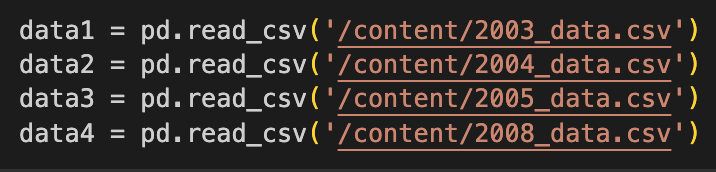 data1 = pd.read_csv('/content/2003_data.csv')
data2 = pd.read_csv('/content/2004_data.csv')
data3 = pd.read_csv('/content/2005_data.csv')
data4 = pd.read_csv('/content/2008_data.csv')